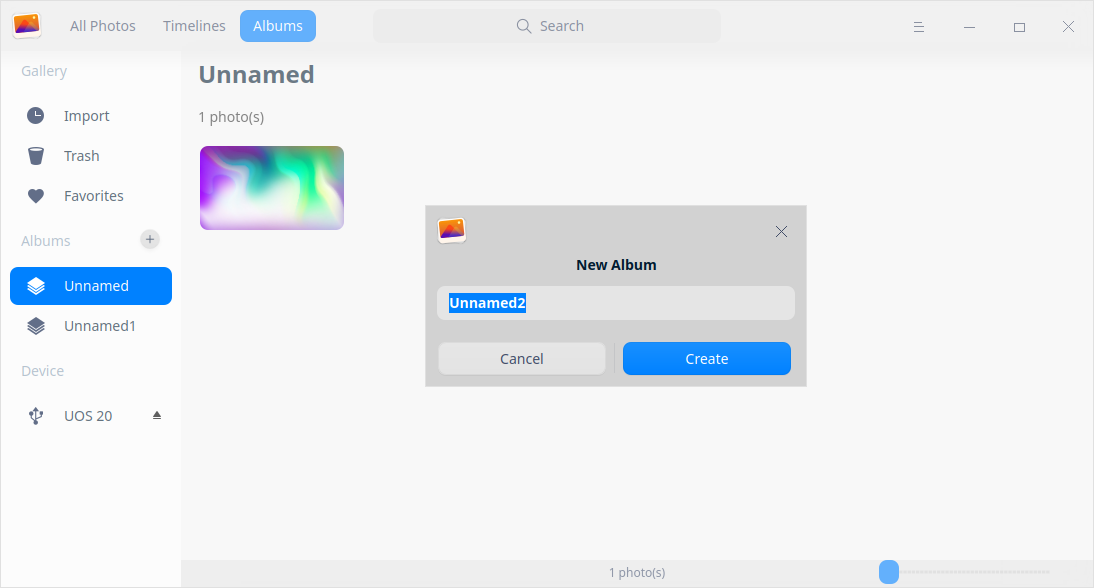 All Photos Timelines Albums Search
Gallery
Import
Trash
Favorites
Albums
Unnamed
Unnamed1
Device
UOS 20
Unnamed
1 photo(s)
New Album
Unnamed2
Cancel Create
1 photo(s)